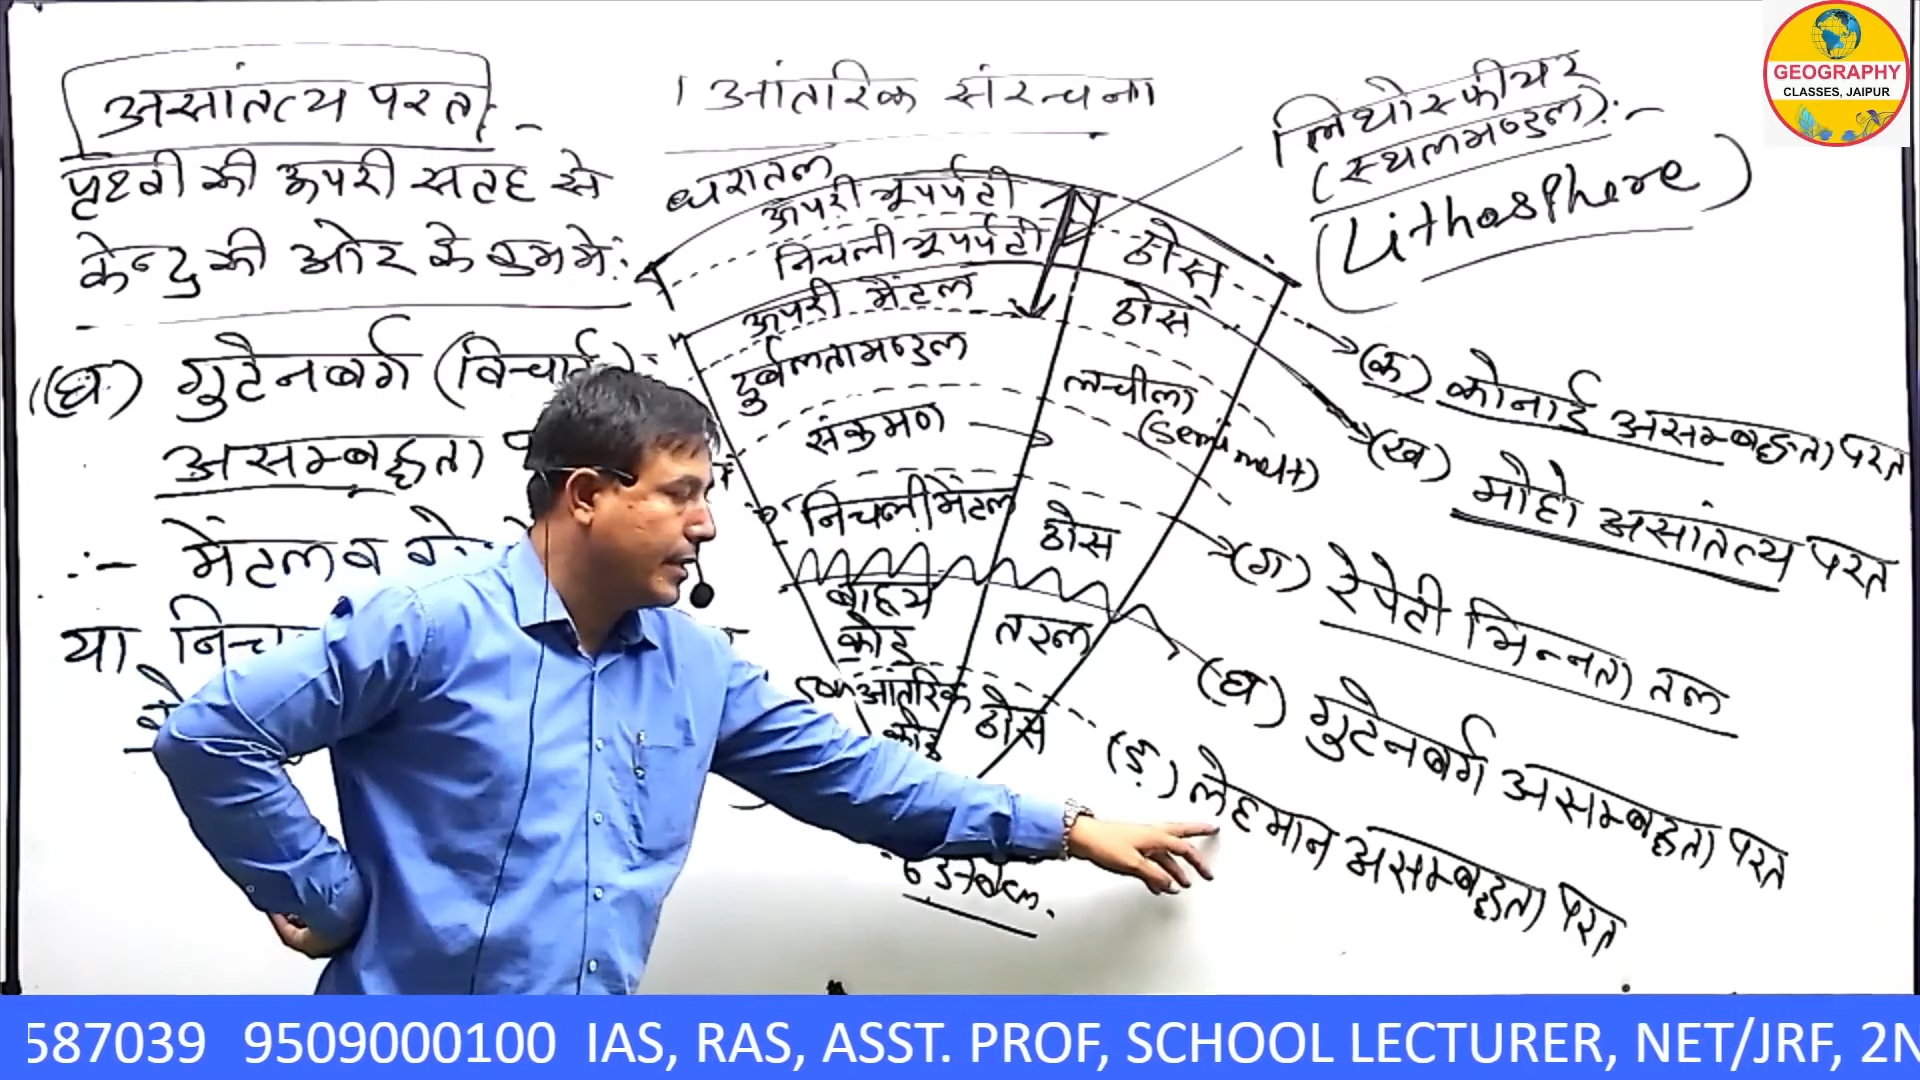 असांतत्य परत
पृथ्वी की ऊपरी सतह से
केन्द्र की ओर के क्रम में:
(घ) गुटेनबर्ग
असम्बद्धता
:- मेंटल व
या
। आंतरिक संरचना
धरातल
ऊपरी भूपर्पटी
निचली भूपर्पटी
ऊपरी मेंटल
दुर्बलतामण्डल
संक्रमण
निचली मेंटल
बाह्य
कोड़
आंतरिक
कोड़
ठोस
ठोस
लचीला
(semi melt)
ठोस
तरल
ठोस
लिथोस्फीयर
(स्थलमण्डल):-
(Lithosphere)
(क) कोनार्ड असम्बद्धता परत
(ख) मोहो असांतत्य परत
(ग) रेपेटी भिन्नता तल
(घ) गुटेनबर्ग असम्बद्धता परत
(ड़) लेहमान असम्बद्धता परत
GEOGRAPHY
CLASSES, JAIPUR
587039 9509000100 IAS, RAS, ASST. PROF, SCHOOL LECTURER, NET/JRF, 2N